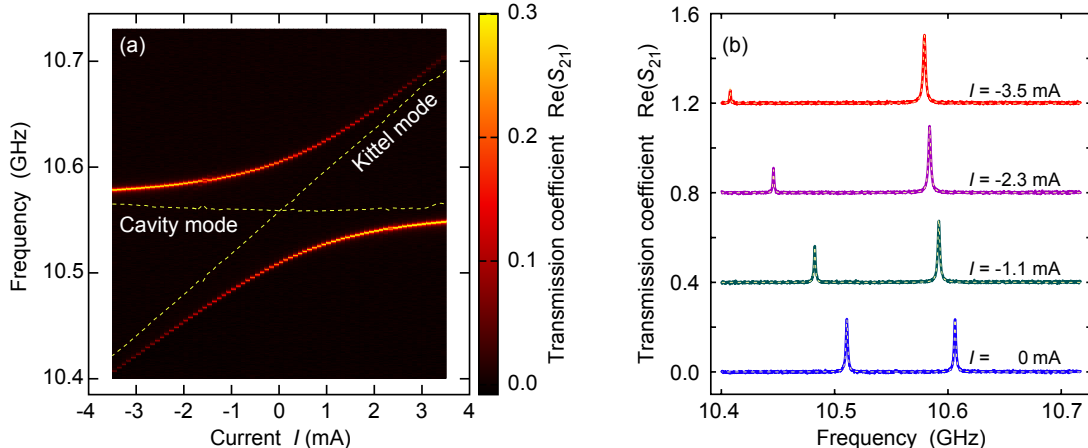 (a)
Kittel mode
Cavity mode
10.7
10.6
10.5
10.4
Frequency (GHz)
-4 -3 -2 -1 0 1 2 3 4
Current I (mA)
0.3
0.2
0.1
0.0
Transmission coefficient Re(S21)
(b)
I = -3.5 mA
I = -2.3 mA
I = -1.1 mA
I = 0 mA
1.6
1.2
0.8
0.4
0.0
Transmission coefficient Re(S21)
10.4 10.5 10.6 10.7
Frequency (GHz)